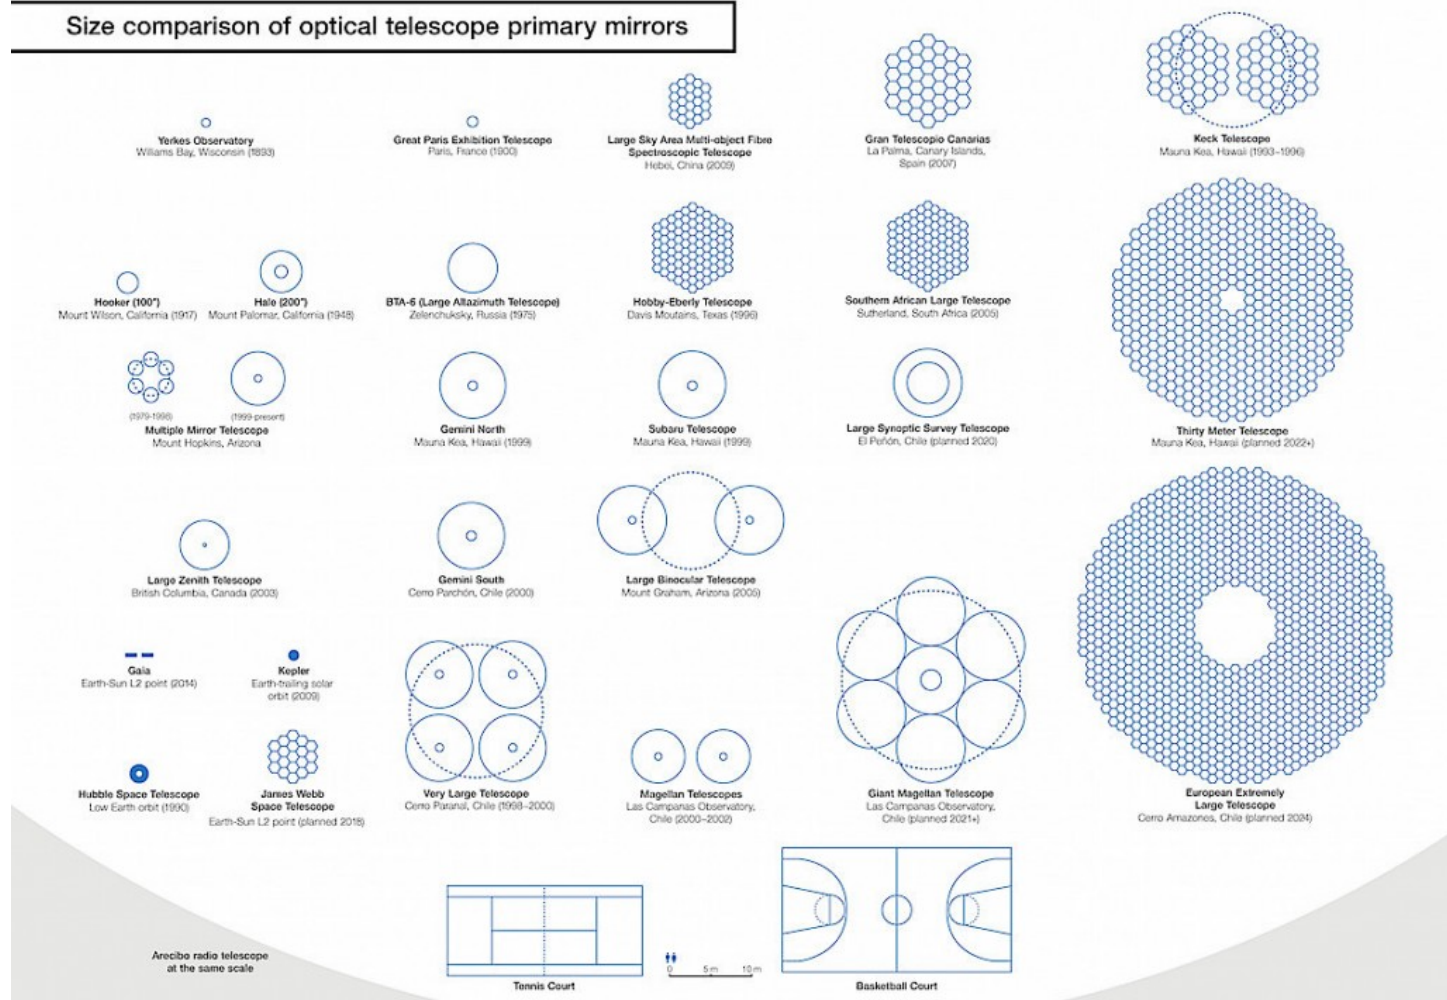 Size comparison of optical telescope primary mirrors
Yerkes Observatory
Williams Bay, Wisconsin (1893)
Great Paris Exhibition Telescope
Paris, France (1900)
Large Sky Area Multi-object Fibre
Spectroscopic Telescope
Hebei, China (2009)
Gran Telescopio Canarias
La Palma, Canary Islands,
Spain (2007)
Keck Telescope
Mauna Kea, Hawaii (1993–1996)
Hooker (100")
Mount Wilson, California (1917)
Hale (200")
Mount Palomar, California (1948)
BTA-6 (Large Altazimuth Telescope)
Zelenchuksky, Russia (1975)
Hobby-Eberly Telescope
Davis Moutains, Texas (1996)
Southern African Large Telescope
Sutherland, South Africa (2005)
(1979-1998)
(1999-present)
Multiple Mirror Telescope
Mount Hopkins, Arizona
Gemini North
Mauna Kea, Hawaii (1999)
Subaru Telescope
Mauna Kea, Hawaii (1999)
Large Synoptic Survey Telescope
El Peñón, Chile (planned 2020)
Thirty Meter Telescope
Mauna Kea, Hawaii (planned 2022+)
Large Zenith Telescope
British Columbia, Canada (2003)
Gemini South
Cerro Parchón, Chile (2000)
Large Binocular Telescope
Mount Graham, Arizona (2005)
Gaia
Earth-Sun L2 point (2014)
Kepler
Earth-trailing solar
orbit (2009)
Hubble Space Telescope
Low Earth orbit (1990)
James Webb
Space Telescope
Earth-Sun L2 point (planned 2018)
Very Large Telescope
Cerro Paranal, Chile (1998–2000)
Magellan Telescopes
Las Campanas Observatory,
Chile (2000–2002)
Giant Magellan Telescope
Las Campanas Observatory,
Chile (planned 2021+)
European Extremely
Large Telescope
Cerro Amazones, Chile (planned 2024)
Arecibo radio telescope
at the same scale
Tennis Court
0 5 m 10 m
Basketball Court